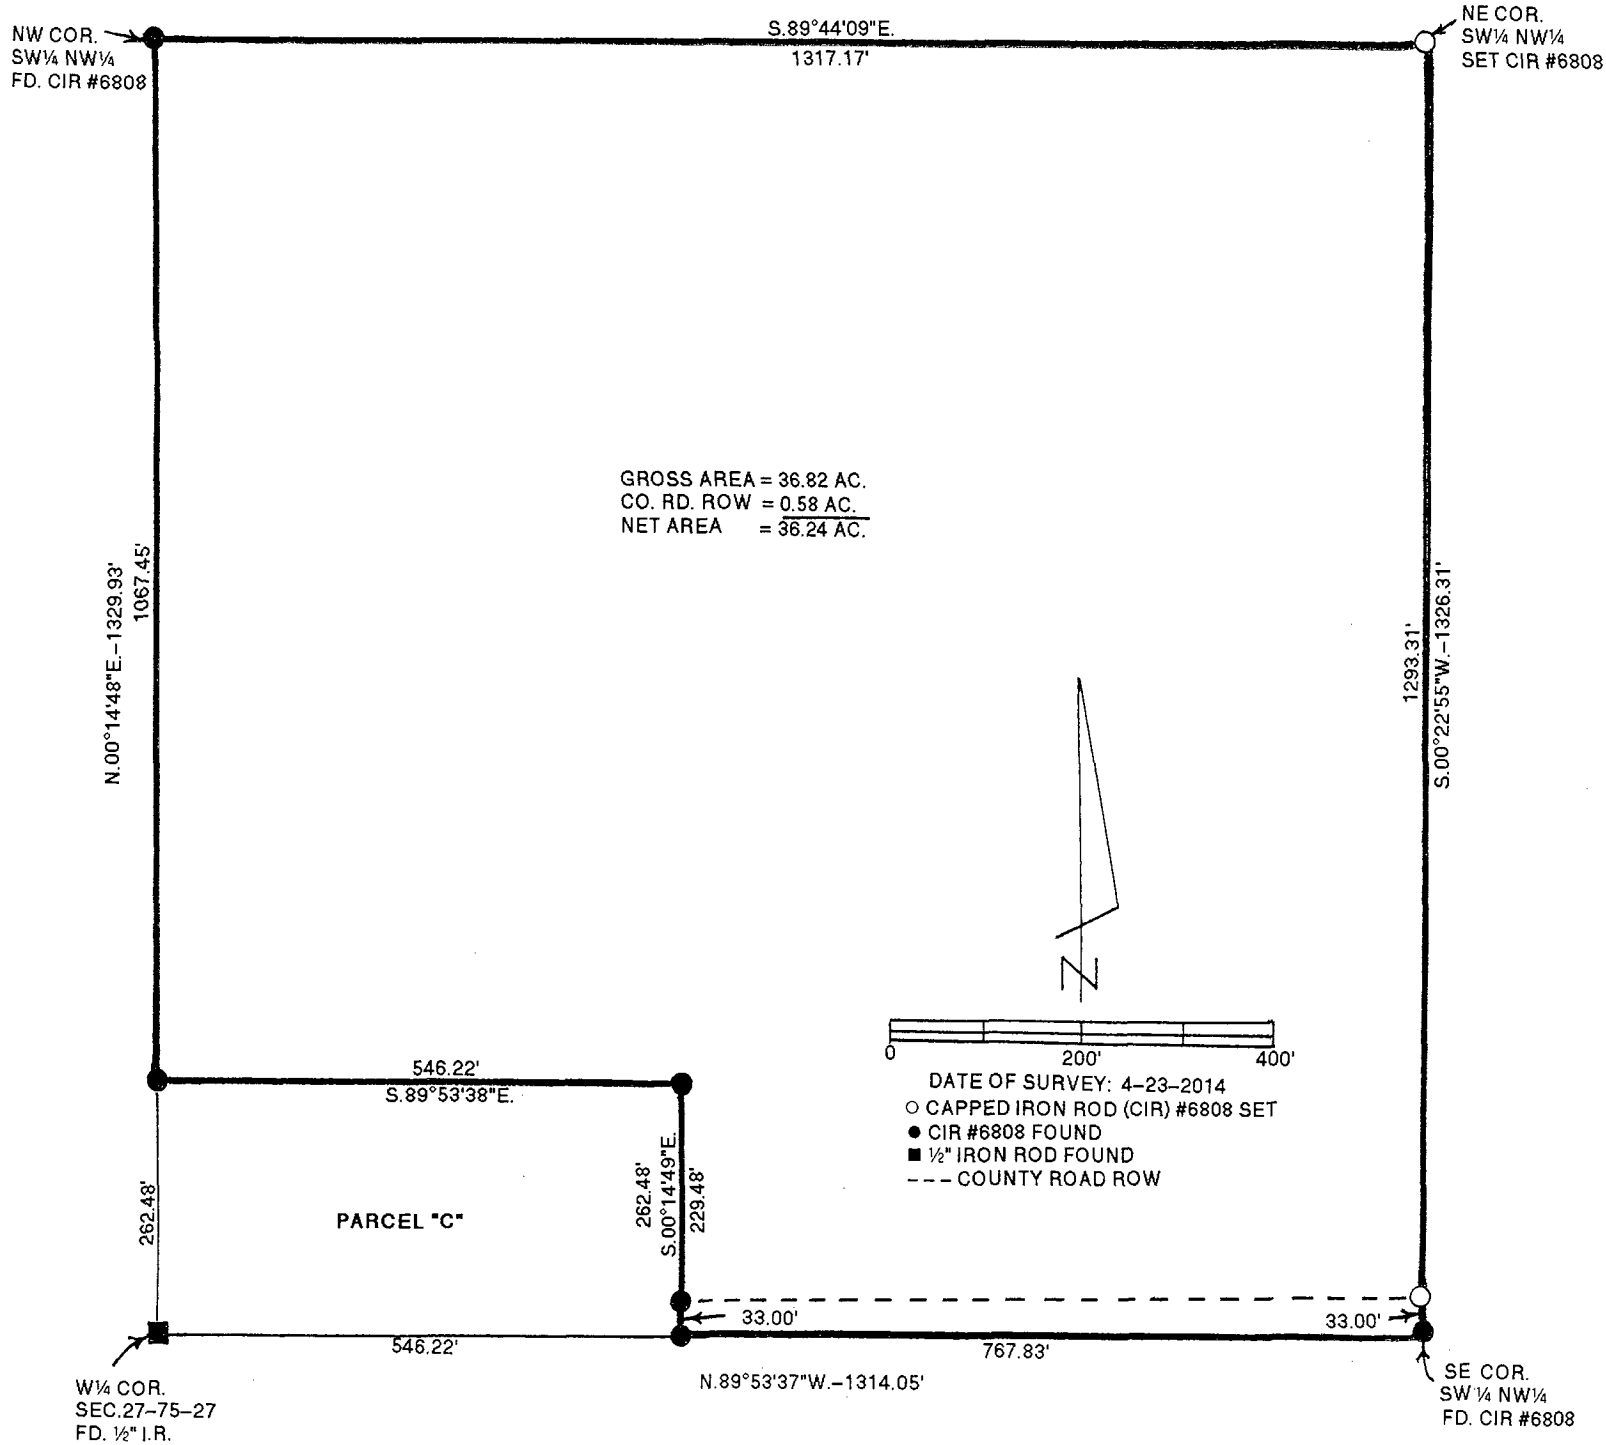 NW COR.
SW¼ NW¼
FD. CIR #6808
S.89°44'09"E.
1317.17'
NE COR.
SW¼ NW¼
SET CIR #6808
GROSS AREA = 36.82 AC.
CO. RD. ROW = 0.58 AC.
NET AREA = 36.24 AC.
N.00°14'48"E.-1329.93'
1067.45'
1293.31'
S.00°22'55"W.-1326.31'
N
0 200' 400'
DATE OF SURVEY: 4-23-2014
CAPPED IRON ROD (CIR) #6808 SET
CIR #6808 FOUND
½" IRON ROD FOUND
--- COUNTY ROAD ROW
546.22'
S.89°53'38"E.
262.48'
PARCEL "C"
262.48'
S.00°14'49"E.
229.48'
33.00'
33.00'
546.22'
767.83'
N.89°53'37"W.-1314.05'
W¼ COR.
SEC.27-75-27
FD. ½" I.R.
SE COR.
SW ¼ NW¼
FD. CIR #6808